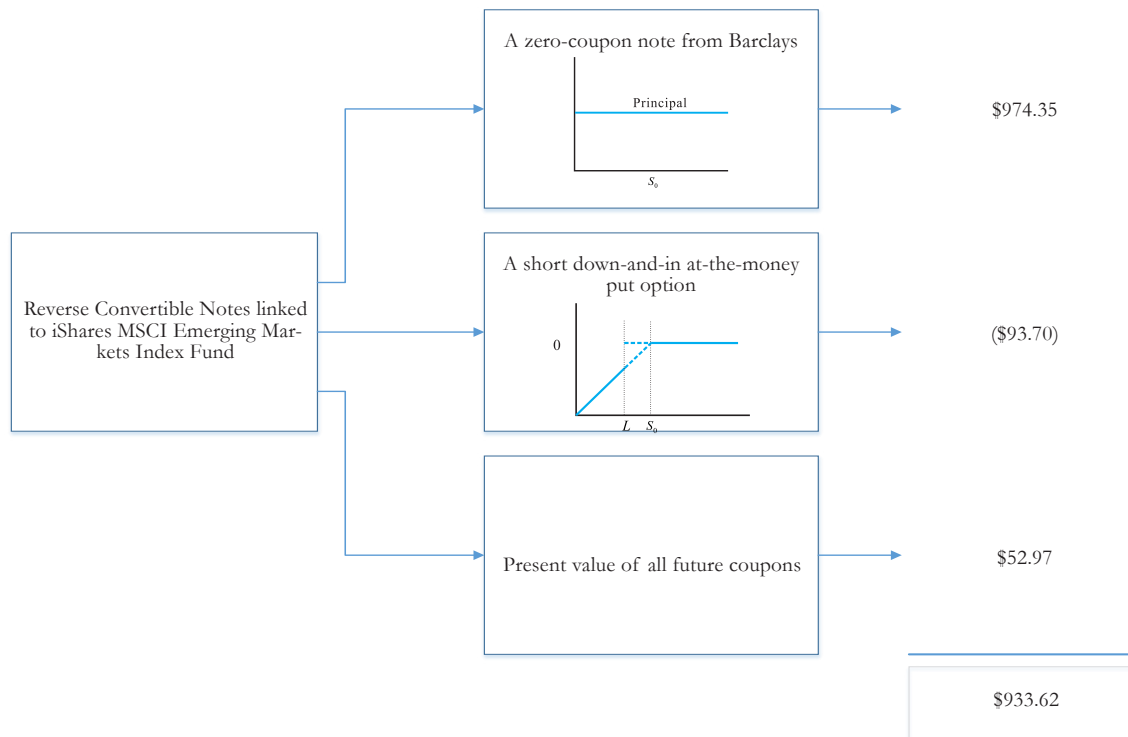 A zero-coupon note from Barclays
Principal
S₀
$974.35
Reverse Convertible Notes linked
to iShares MSCI Emerging Mar-
kets Index Fund
A short down-and-in at-the-money
put option
0
L S₀
($93.70)
Present value of all future coupons
$52.97
$933.62